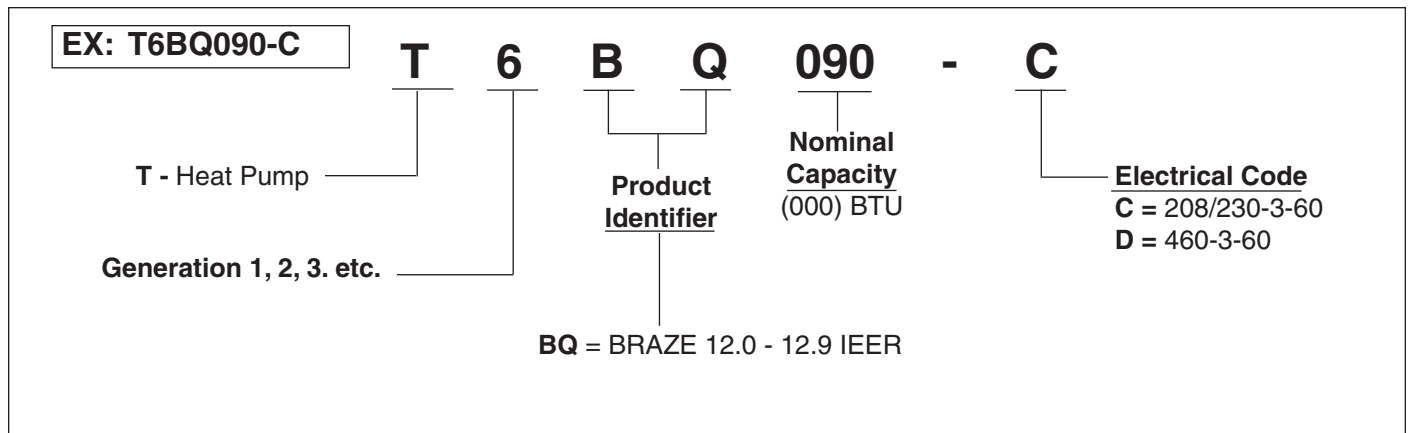 EX: T6BQ090-C
T 6 B Q 090 - C
T - Heat Pump
Generation 1, 2, 3. etc.
Product
Identifier
BQ = BRAZE 12.0 - 12.9 IEER
Nominal
Capacity
(000) BTU
Electrical Code
C = 208/230-3-60
D = 460-3-60